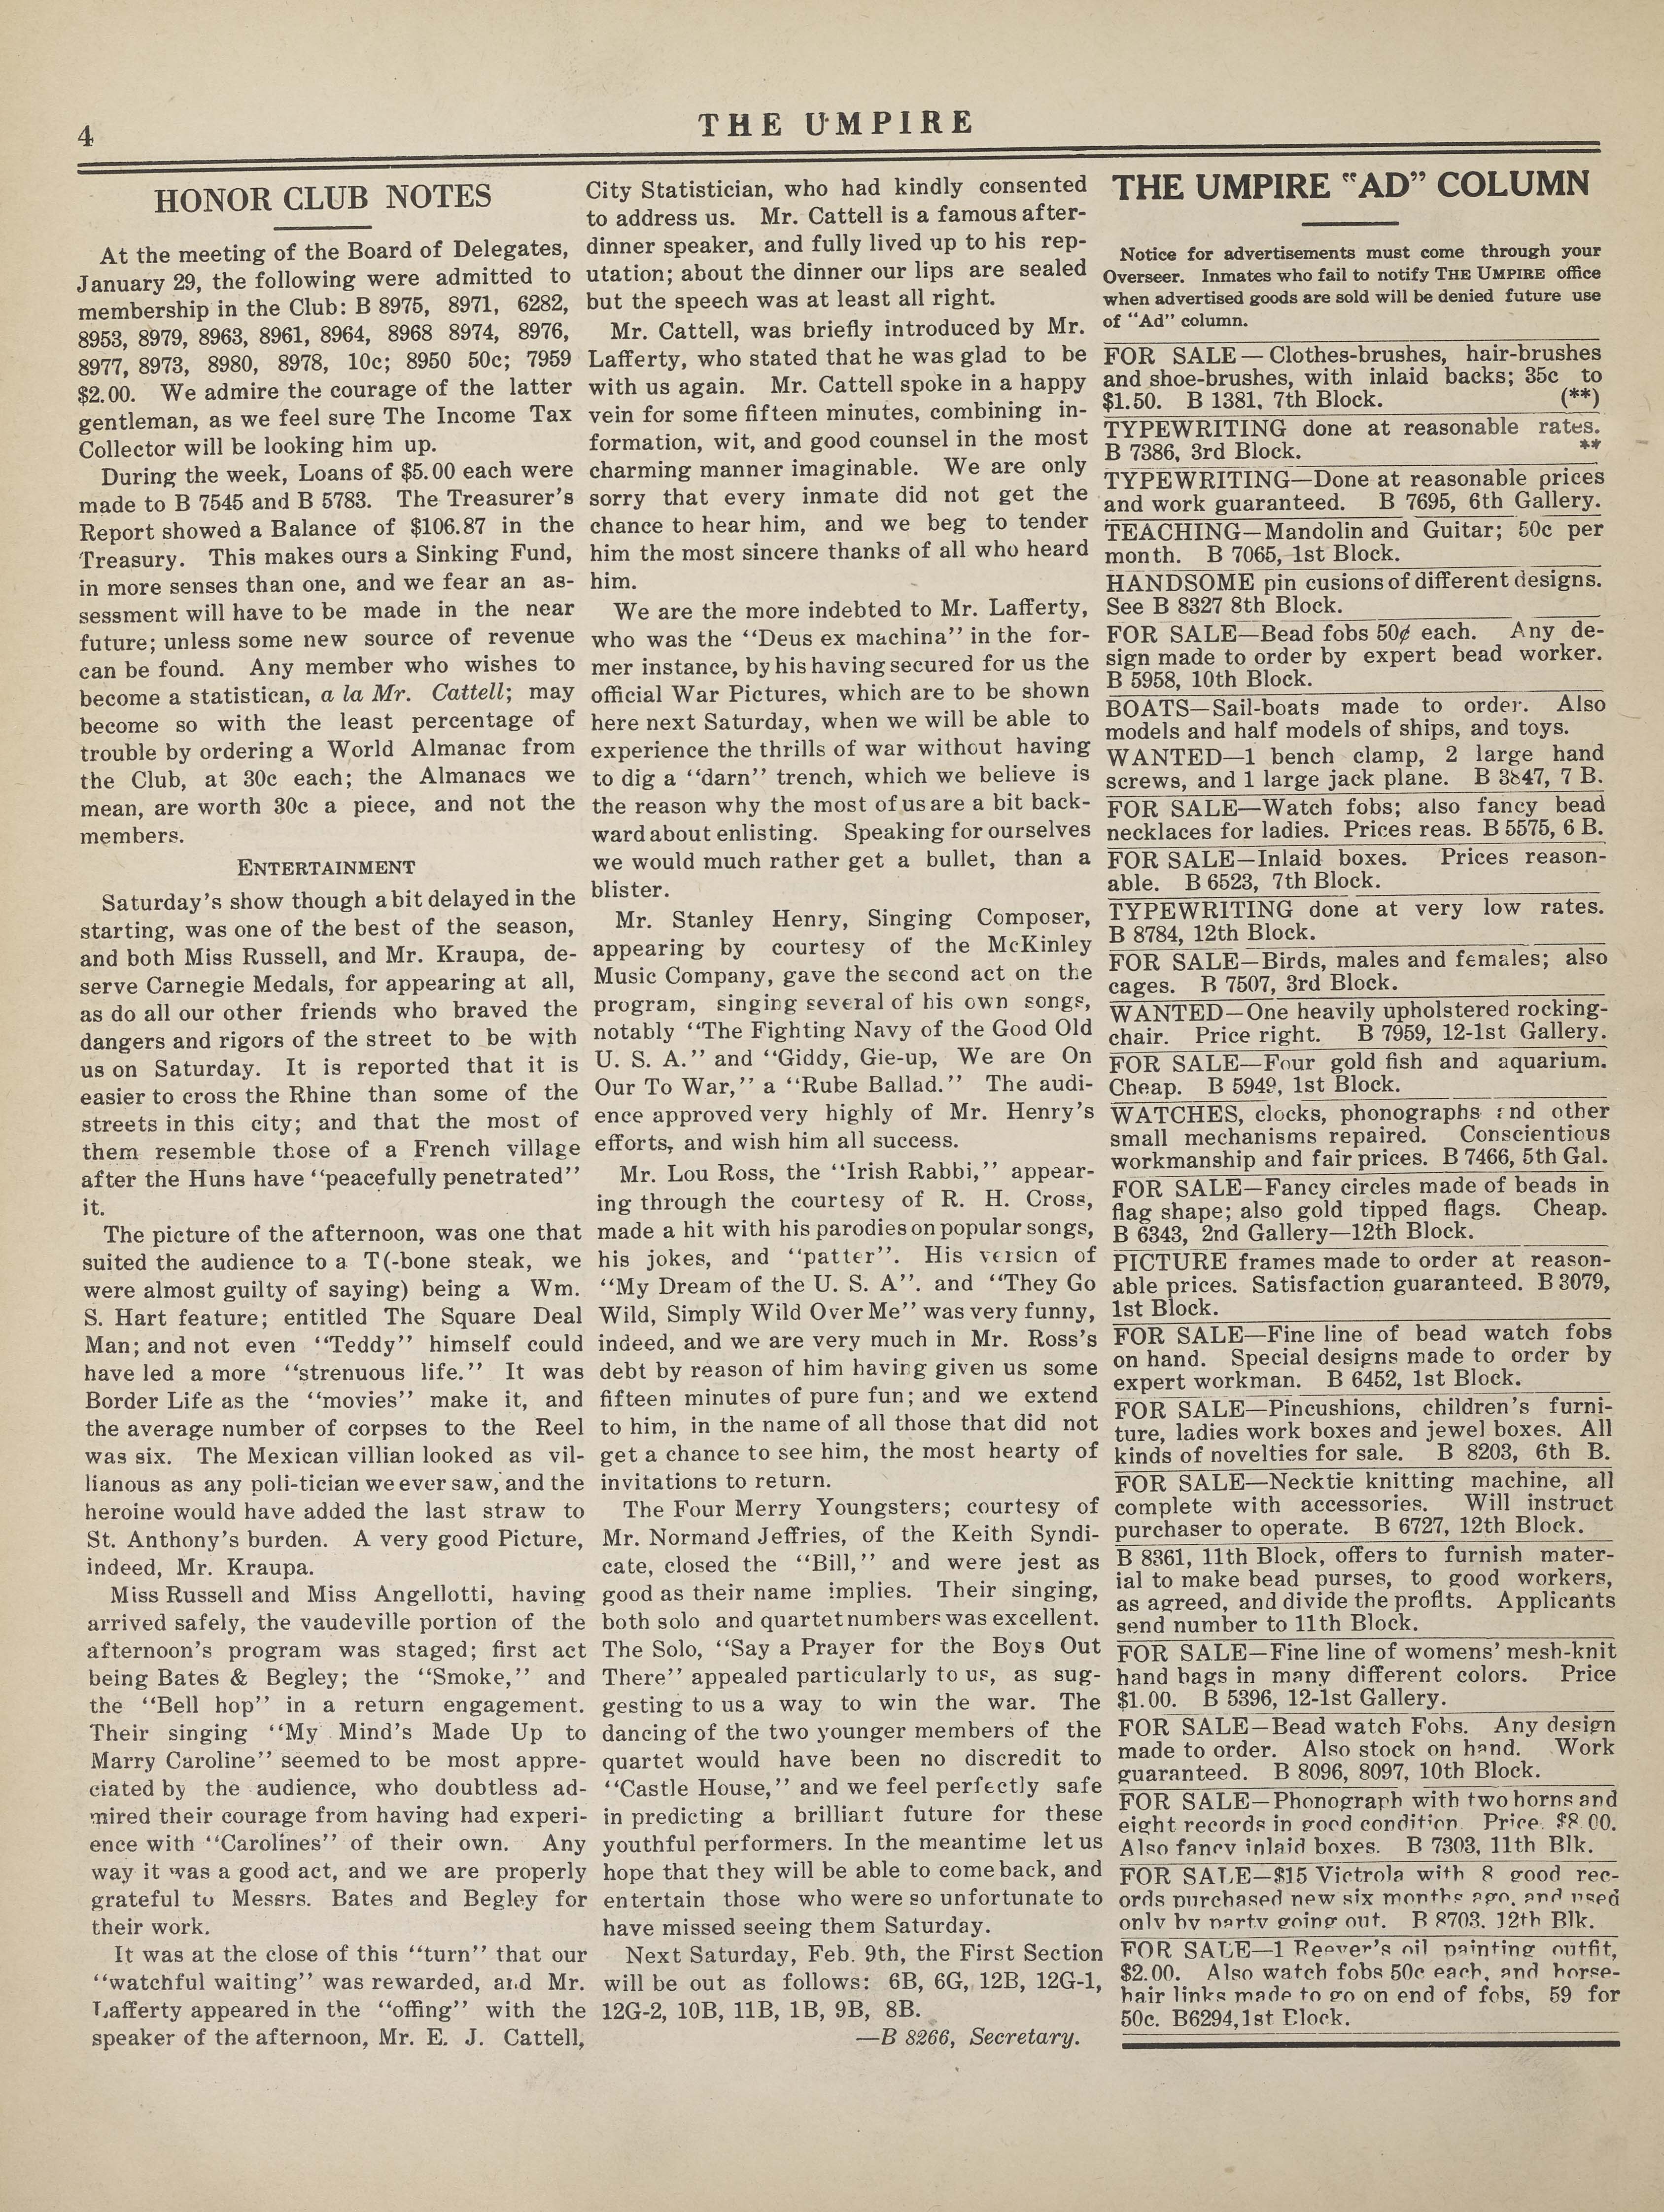 4
THE UMPIRE
HONOR CLUB NOTES
At the meeting of the Board of Delegates,
January 29, the following were admitted to
membership in the Club: B 8975, 8971, 6282,
8953, 8979, 8963, 8961, 8964, 8968 8974, 8976,
8977, 8973, 8980, 8978, 10c; 8950 50c; 7959
$2.00. We admire the courage of the latter
gentleman, as we feel sure The Income Tax
Collector will be looking him up.
During the week, Loans of $5.00 each were
made to B 7545 and B 5783. The Treasurer's
Report showed a Balance of $106.87 in the
Treasury. This makes ours a Sinking Fund,
in more senses than one, and we fear an as-
sessment will have to be made in the near
future; unless some new source of revenue
can be found. Any member who wishes to
become a statistican, a la Mr. Cattell; may
become so with the least percentage of
trouble by ordering a World Almanac from
the Club, at 30c each; the Almanacs we
mean, are worth 30c a piece, and not the
members.
ENTERTAINMENT
Saturday's show though a bit delayed in the
starting, was one of the best of the season,
and both Miss Russell, and Mr. Kraupa, de-
serve Carnegie Medals, for appearing at all,
as do all our other friends who braved the
dangers and rigors of the street to be with
us on Saturday. It is reported that it is
easier to cross the Rhine than some of the
streets in this city; and that the most of
them resemble those of a French village
after the Huns have "peacefully penetrated"
it.
The picture of the afternoon, was one that
suited the audience to a T(-bone steak, we
were almost guilty of saying) being a Wm.
S. Hart feature; entitled The Square Deal
Man; and not even "Teddy" himself could
have led a more "strenuous life." It was
Border Life as the "movies" make it, and
the average number of corpses to the Reel
was six. The Mexican villian looked as vil-
lianous as any poli-tician we ever saw, and the
heroine would have added the last straw to
St. Anthony's burden. A very good Picture,
indeed, Mr. Kraupa.
Miss Russell and Miss Angellotti, having
arrived safely, the vaudeville portion of the
afternoon's program was staged; first act
being Bates & Begley; the "Smoke," and
the "Bell hop" in a return engagement.
Their singing "My Mind's Made Up to
Marry Caroline" seemed to be most appre-
ciated by the audience, who doubtless ad-
mired their courage from having had experi-
ence with "Carolines" of their own. Any
way it was a good act, and we are properly
grateful to Messrs. Bates and Begley for
their work.
It was at the close of this "turn" that our
"watchful waiting" was rewarded, and Mr.
Lafferty appeared in the "offing" with the
speaker of the afternoon, Mr. E. J. Cattell,
City Statistician, who had kindly consented
to address us. Mr. Cattell is a famous after-
dinner speaker, and fully lived up to his rep-
utation; about the dinner our lips are sealed
but the speech was at least all right.
Mr. Cattell, was briefly introduced by Mr.
Lafferty, who stated that he was glad to be
with us again. Mr. Cattell spoke in a happy
vein for some fifteen minutes, combining in-
formation, wit, and good counsel in the most
charming manner imaginable. We are only
sorry that every inmate did not get the
chance to hear him, and we beg to tender
him the most sincere thanks of all who heard
him.
We are the more indebted to Mr. Lafferty,
who was the "Deus ex machina" in the for-
mer instance, by his having secured for us the
official War Pictures, which are to be shown
here next Saturday, when we will be able to
experience the thrills of war without having
to dig a "darn" trench, which we believe is
the reason why the most of us are a bit back-
ward about enlisting. Speaking for ourselves
we would much rather get a bullet, than a
blister.
Mr. Stanley Henry, Singing Composer,
appearing by courtesy of the McKinley
Music Company, gave the second act on the
program, singing several of his own songs,
notably "The Fighting Navy of the Good Old
U. S. A." and "Giddy, Gie-up, We are On
Our To War," a "Rube Ballad." The audi-
ence approved very highly of Mr. Henry's
efforts, and wish him all success.
Mr. Lou Ross, the "Irish Rabbi," appear-
ing through the courtesy of R. H. Cross,
made a hit with his parodies on popular songs,
his jokes, and "patter". His version of
"My Dream of the U. S. A". and "They Go
Wild, Simply Wild Over Me" was very funny,
indeed, and we are very much in Mr. Ross's
debt by reason of him having given us some
fifteen minutes of pure fun; and we extend
to him, in the name of all those that did not
get a chance to see him, the most hearty of
invitations to return.
The Four Merry Youngsters; courtesy of
Mr. Normand Jeffries, of the Keith Syndi-
cate, closed the "Bill," and were jest as
good as their name implies. Their singing,
both solo and quartet numbers was excellent.
The Solo, "Say a Prayer for the Boys Out
There" appealed particularly to us, as sug-
gesting to us a way to win the war. The
dancing of the two younger members of the
quartet would have been no discredit to
"Castle House," and we feel perfectly safe
in predicting a brilliant future for these
youthful performers. In the meantime let us
hope that they will be able to come back, and
entertain those who were so unfortunate to
have missed seeing them Saturday.
Next Saturday, Feb. 9th, the First Section
will be out as follows: 6B, 6G, 12B, 12G-1,
12G-2, 10B, 11B, 1B, 9B, 8B.
—B 8266, Secretary.
THE UMPIRE "AD" COLUMN
Notice for advertisements must come through your
Overseer. Inmates who fail to notify THE UMPIRE office
when advertised goods are sold will be denied future use
of "Ad" column.
FOR SALE—Clothes-brushes, hair-brushes
and shoe-brushes, with inlaid backs; 35c to
$1.50. B 1381, 7th Block. (**)
TYPEWRITING done at reasonable rates.
B 7386, 3rd Block. **
TYPEWRITING—Done at reasonable prices
and work guaranteed. B 7695, 6th Gallery.
TEACHING—Mandolin and Guitar; 50c per
month. B 7065, 1st Block.
HANDSOME pin cusions of different designs.
See B 8327 8th Block.
FOR SALE—Bead fobs 50¢ each. Any de-
sign made to order by expert bead worker.
B 5958, 10th Block.
BOATS—Sail-boats made to order. Also
models and half models of ships, and toys.
WANTED—1 bench clamp, 2 large hand
screws, and 1 large jack plane. B 3847, 7 B.
FOR SALE—Watch fobs; also fancy bead
necklaces for ladies. Prices reas. B 5575, 6 B.
FOR SALE—Inlaid boxes. Prices reason-
able. B 6523, 7th Block.
TYPEWRITING done at very low rates.
B 8784, 12th Block.
FOR SALE—Birds, males and females; also
cages. B 7507, 3rd Block.
WANTED—One heavily upholstered rocking-
chair. Price right. B 7959, 12-1st Gallery.
FOR SALE—Four gold fish and aquarium.
Cheap. B 5949, 1st Block.
WATCHES, clocks, phonographs and other
small mechanisms repaired. Conscientious
workmanship and fair prices. B 7466, 5th Gal.
FOR SALE—Fancy circles made of beads in
flag shape; also gold tipped flags. Cheap.
B 6343, 2nd Gallery—12th Block.
PICTURE frames made to order at reason-
able prices. Satisfaction guaranteed. B 3079,
1st Block.
FOR SALE—Fine line of bead watch fobs
on hand. Special designs made to order by
expert workman. B 6452, 1st Block.
FOR SALE—Pincushions, children's furni-
ture, ladies work boxes and jewel boxes. All
kinds of novelties for sale. B 8203, 6th B.
FOR SALE—Necktie knitting machine, all
complete with accessories. Will instruct
purchaser to operate. B 6727, 12th Block.
B 8361, 11th Block, offers to furnish mater-
ial to make bead purses, to good workers,
as agreed, and divide the profits. Applicants
send number to 11th Block.
FOR SALE—Fine line of womens' mesh-knit
hand bags in many different colors. Price
$1.00. B 5396, 12-1st Gallery.
FOR SALE—Bead watch Fobs. Any design
made to order. Also stock on hand. Work
guaranteed. B 8096, 8097, 10th Block.
FOR SALE—Phonograph with two horns and
eight records in good condition. Price. $8.00.
Also fancy inlaid boxes. B 7303, 11th Blk.
FOR SALE—$15 Victrola with 8 good rec-
ords purchased new six months ago, and used
only by party going out. B 8703, 12th Blk.
FOR SALE—1 Reever's oil painting outfit,
$2.00. Also watch fobs 50c each, and horse-
hair links made to go on end of fobs, 59 for
50c. B6294, 1st Block.